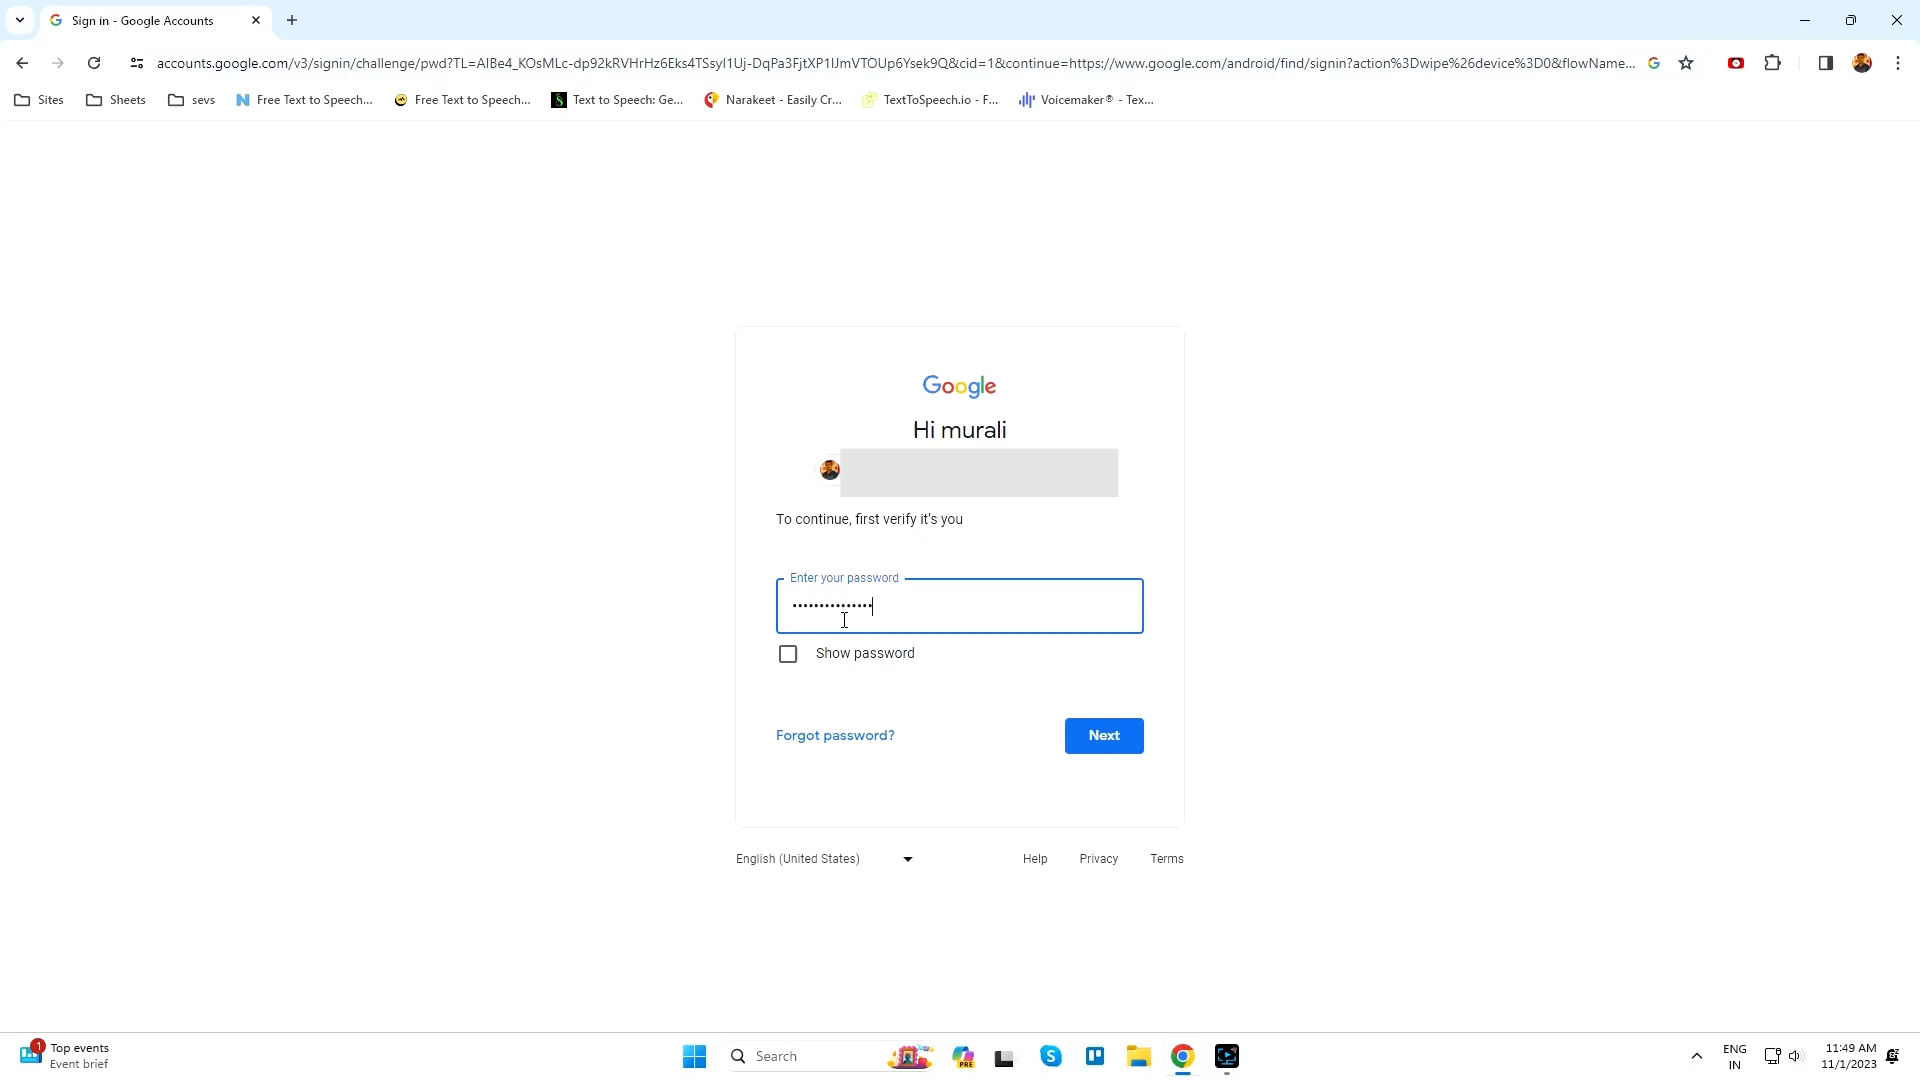 Sign in - Google Accounts
accounts.google.com/v3/signin/challenge/pwd?TL=AIBe4_KOsMLc-dp92kRVHrHz6Eks4TSsyI1Uj-DqPa3FjtXP1IJmVTOUp6Ysek9Q&cid=1&continue=https://www.google.com/android/find/signin?action%3Dwipe%26device%3D0&flowName...
Sites Sheets sevs Free Text to Speech... Free Text to Speech... Text to Speech: Ge... Narakeet - Easily Cr... TextToSpeech.io - F... Voicemaker® - Tex...
Google
Hi murali
To continue, first verify it's you
Enter your password
•••••••••••••••
Show password
Forgot password? Next
English (United States) Help Privacy Terms
1 Top events
Event brief
Search
PRE
ENG
IN
11:49 AM
11/1/2023